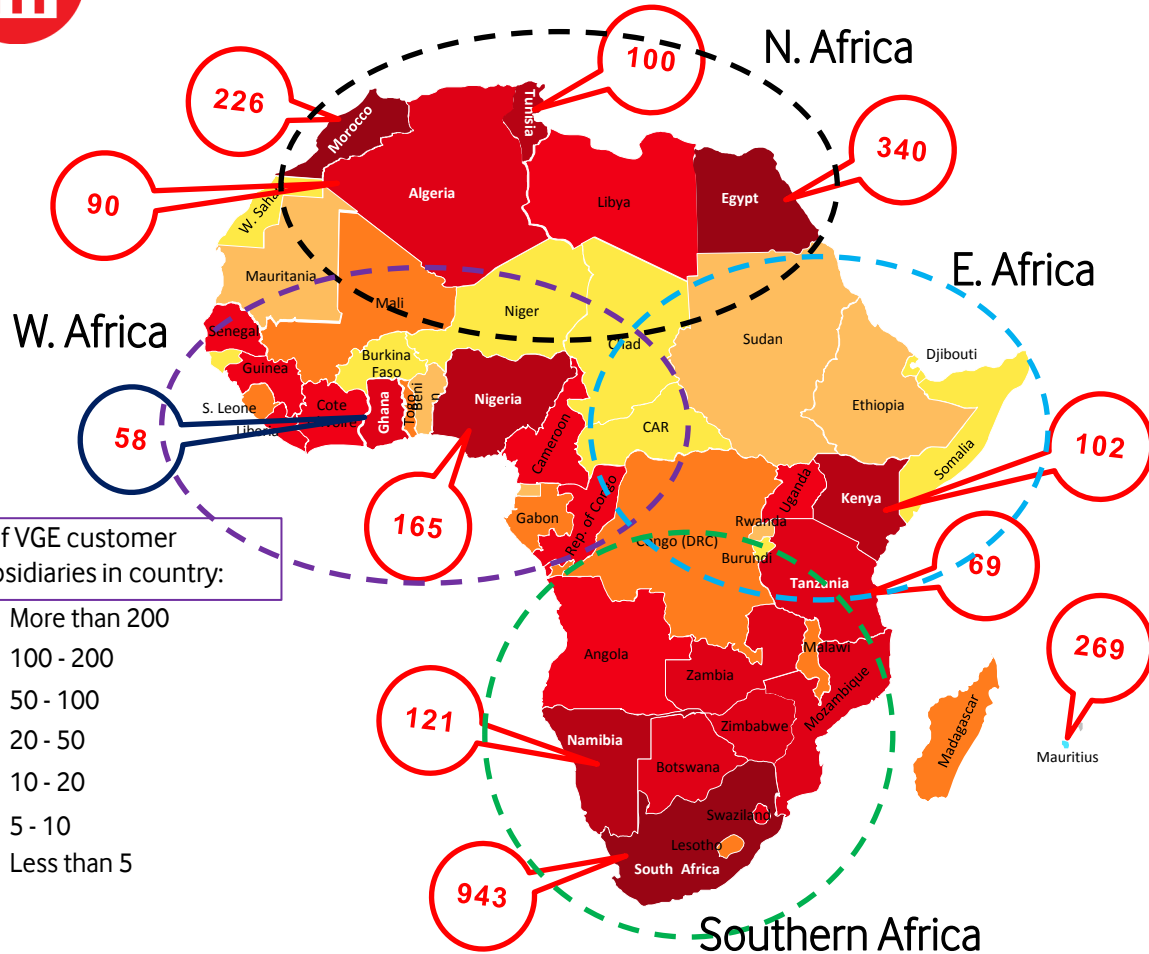 N. Africa
100
226
340
90
Morocco
Tunisia
Algeria
Libya
Egypt
W. Saha
E. Africa
Mauritania
Mali
Niger
Chad
Sudan
W. Africa
Senegal
Djibouti
Burkina
Faso
Guinea
Nigeria
Ethiopia
S. Leone
Cote
Ghana
Togo
Beni
n
Liberia
58
Cameroon
CAR
Somalia
102
165
Uganda
Kenya
Gabon
Rep. of Congo
Rwanda
Congo (DRC)
Burundi
Tanzania
69
f VGE customer
sidiaries in country:
More than 200
100 - 200
50 - 100
20 - 50
10 - 20
5 - 10
Less than 5
Angola
Malawi
Zambia
Mozambique
269
121
Namibia
Zimbabwe
Madagascar
Mauritius
Botswana
Swaziland
Lesotho
South Africa
943
Southern Africa